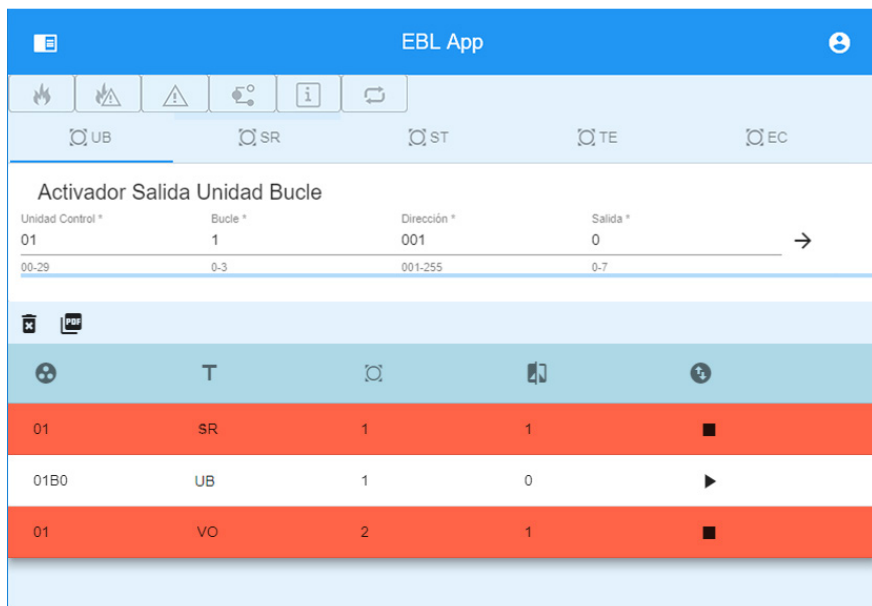 EBL App
i
UB SR ST TE EC
Activador Salida Unidad Bucle
Unidad Control * Bucle * Dirección * Salida *
01 1 001 0
00-29 0-3 001-255 0-7
PDF
T
01 SR 1 1
01B0 UB 1 0
01 VO 2 1